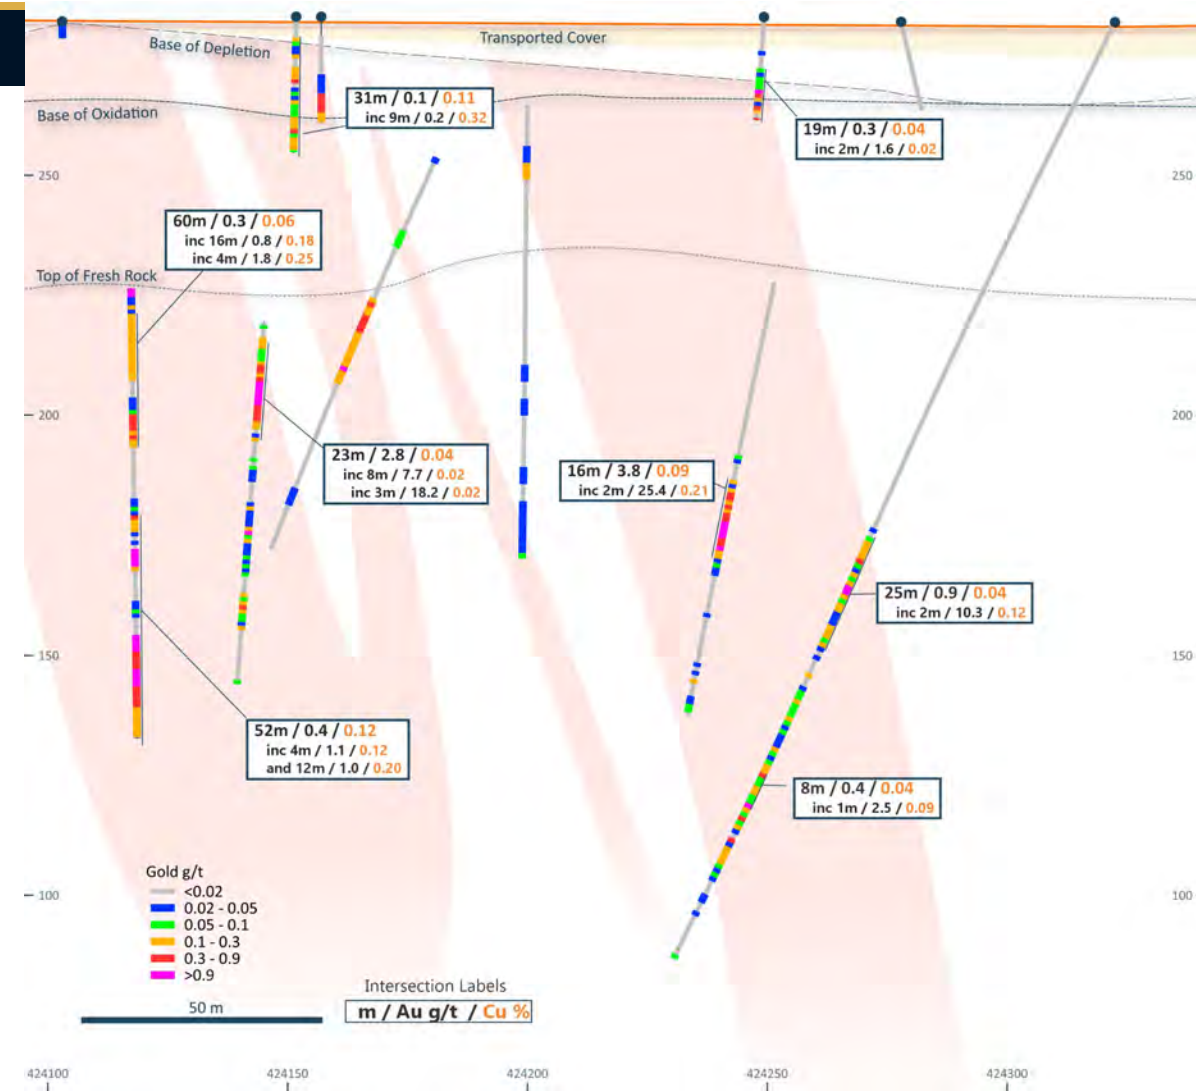 Transported Cover
Base of Depletion
31m / 0.1 / 0.11
inc 9m / 0.2 / 0.32
Base of Oxidation
19m / 0.3 / 0.04
inc 2m / 1.6 / 0.02
250
250
60m / 0.3 / 0.06
inc 16m / 0.8 / 0.18
inc 4m / 1.8 / 0.25
Top of Fresh Rock
200
200
23m / 2.8 / 0.04
inc 8m / 7.7 / 0.02
inc 3m / 18.2 / 0.02
16m / 3.8 / 0.09
inc 2m / 25.4 / 0.21
25m / 0.9 / 0.04
inc 2m / 10.3 / 0.12
150
150
52m / 0.4 / 0.12
inc 4m / 1.1 / 0.12
and 12m / 1.0 / 0.20
8m / 0.4 / 0.04
inc 1m / 2.5 / 0.09
100
100
Gold g/t
<0.02
0.02 - 0.05
0.05 - 0.1
0.1 - 0.3
0.3 - 0.9
>0.9
50 m
Intersection Labels
m / Au g/t / Cu %
424100
424150
424200
424250
424300